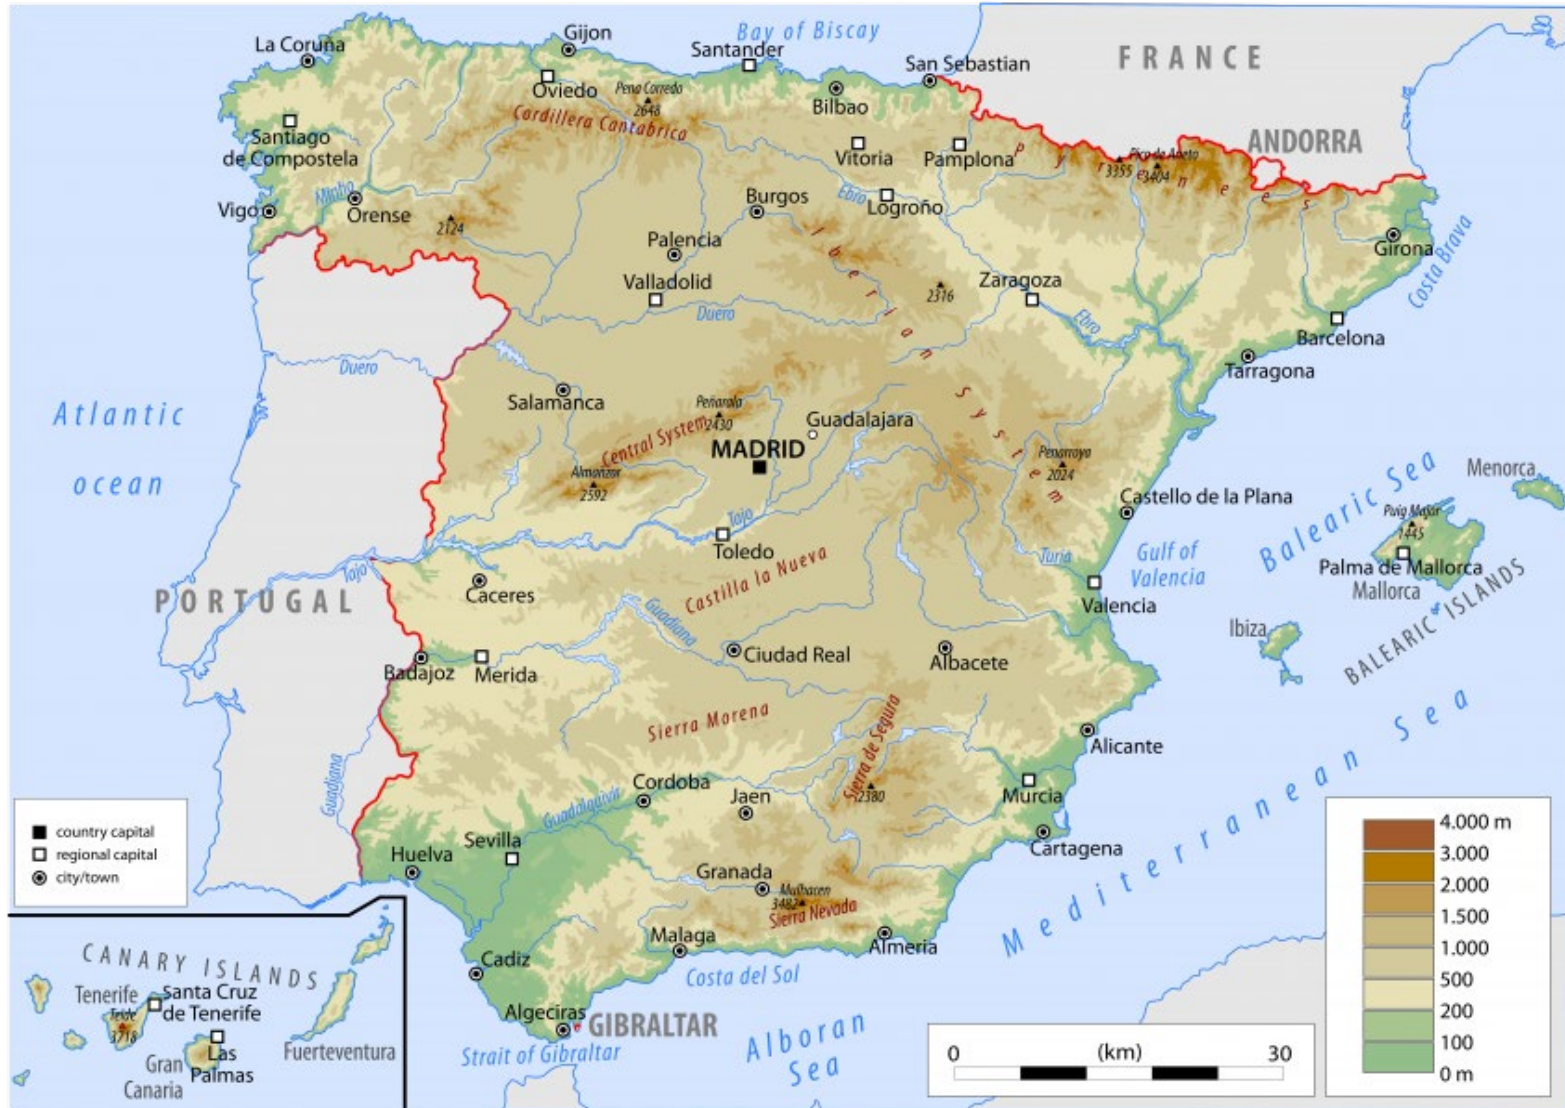 Bay of Biscay
FRANCE
ANDORRA
La Coruña
Gijon
Santander
San Sebastian
Oviedo
Pena Corredo
2648
Cordillera Cantabrica
Bilbao
Santiago
de Compostela
Vitoria
Pamplona
Pyrenees
3355
Pico de Aneto
3404
Minho
Vigo
Orense
2124
Burgos
Ebro
Logroño
Palencia
Valladolid
Iberian System
2316
Zaragoza
Girona
Costa Brava
Duero
Ebro
Barcelona
Duero
Tarragona
Atlantic
ocean
Salamanca
Peñarala
2430
Guadalajara
Central System
MADRID
Almanzor
2592
Penarroya
2024
Castello de la Plana
Balearic Sea
Menorca
Puig Major
1445
Palma de Mallorca
Mallorca
BALEARIC ISLANDS
Ibiza
Tajo
Toledo
Turia
Gulf of
Valencia
Valencia
Castilla la Nueva
Tajo
PORTUGAL
Caceres
Guadiana
Ciudad Real
Albacete
Badajoz
Merida
Sierra Morena
Sierra de Segura
2380
Alicante
Mediterranean Sea
Guadiana
Cordoba
Jaen
Murcia
Guadalquivir
Sevilla
Huelva
Cartagena
Granada
Mulhacen
3482
Sierra Nevada
Malaga
Almeria
Cadiz
Costa del Sol
Algeciras
GIBRALTAR
Strait of Gibraltar
Alboran
Sea
country capital
regional capital
city/town
CANARY ISLANDS
Tenerife
Teide
3718
Santa Cruz
de Tenerife
Gran
Canaria
Las
Palmas
Fuerteventura
0 (km) 30
4.000 m
3.000
2.000
1.500
1.000
500
200
100
0 m